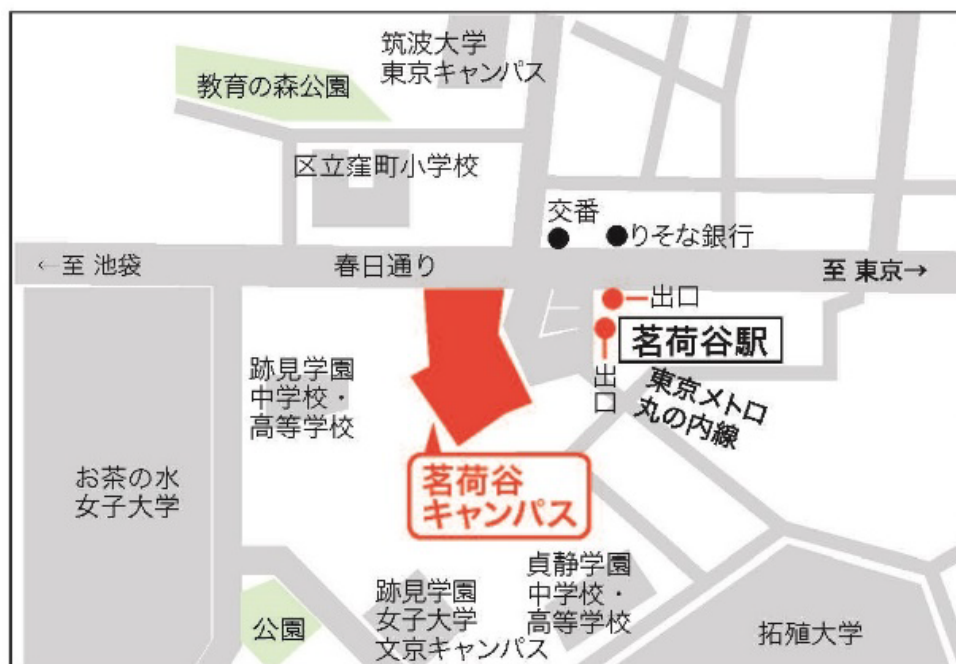 筑波大学
東京キャンパス
教育の森公園
区立窪町小学校
交番
りそな銀行
←至 池袋
春日通り
至 東京→
出口
茗荷谷駅
出口
東京メトロ
丸の内線
跡見学園
中学校・
高等学校
茗荷谷
キャンパス
お茶の水
女子大学
貞静学園
中学校・
高等学校
跡見学園
女子大学
文京キャンパス
公園
拓殖大学